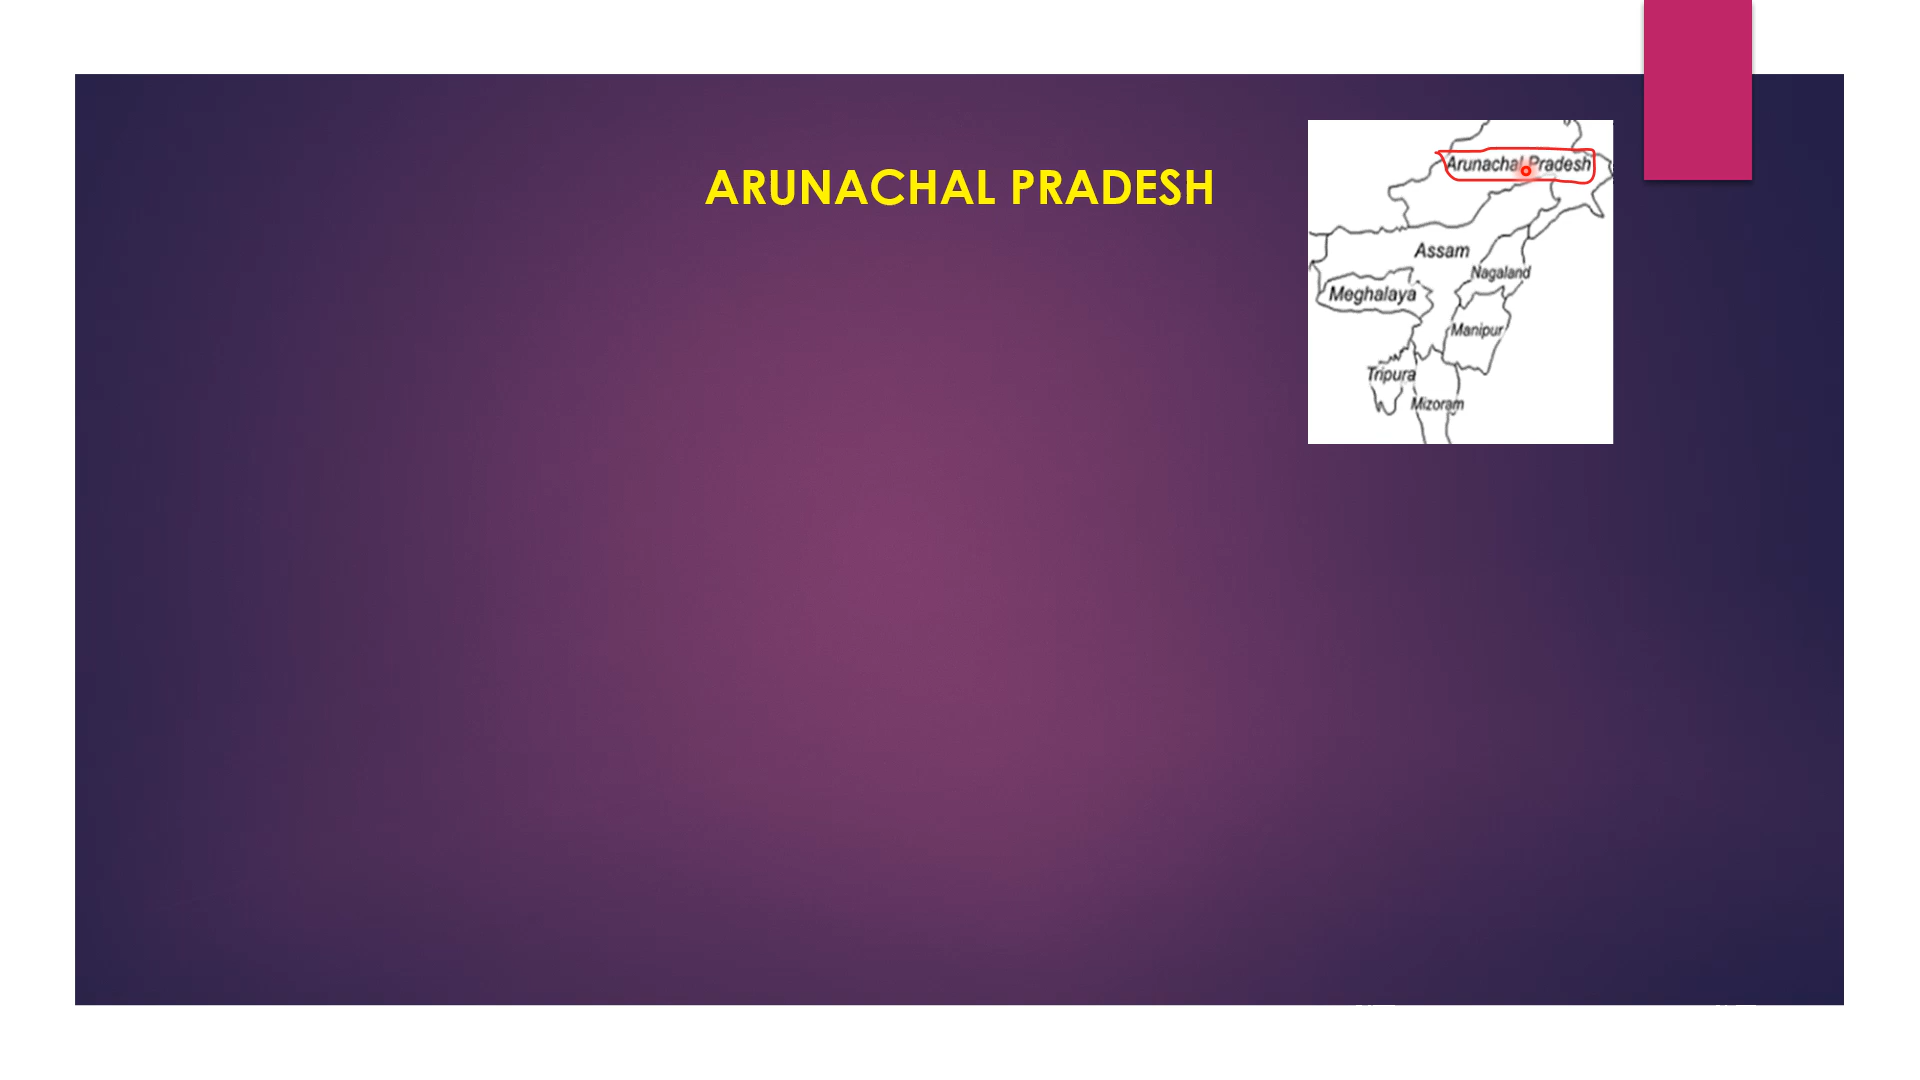 ARUNACHAL PRADESH
Arunachal Pradesh
Assam
Nagaland
Meghalaya
Manipur
Tripura
Mizoram